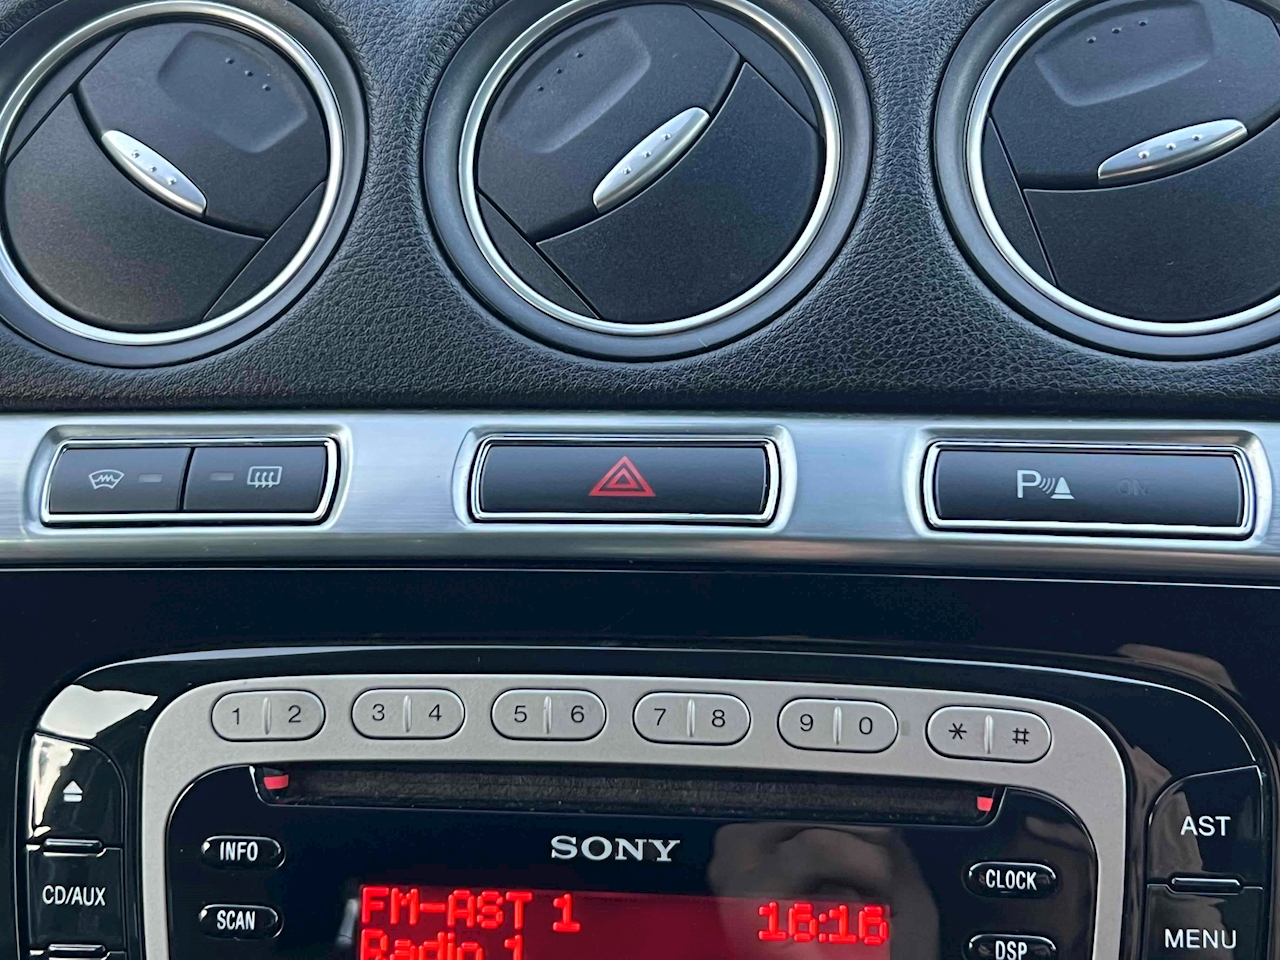 P ON
1 2 3 4 5 6 7 8 9 0 * #
SONY
AST
INFO
CLOCK
CD/AUX
SCAN
FM-AST 1 16:16
DSP
MENU
Radio 1